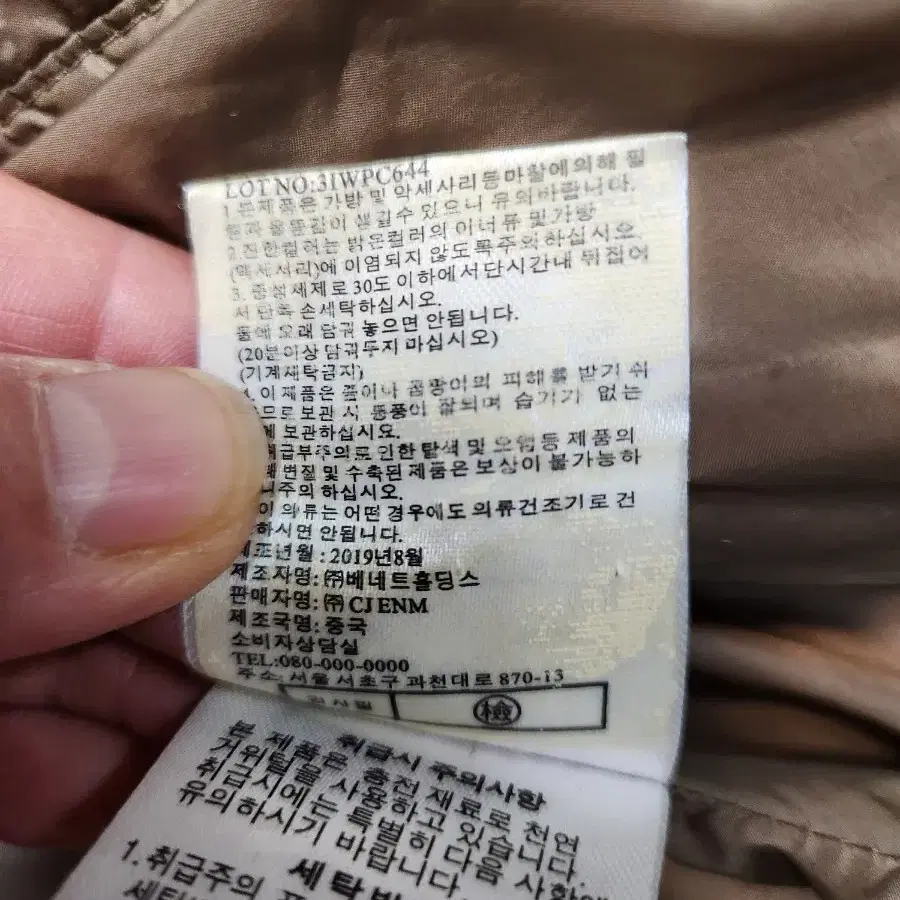 LOT NO:3IWPC644
1.본제품은 가방 및 악세사리등마찰에의해 필
링과 올뜯김이 생길수 있으니 유의바랍니다.
2.진한컬러는 밝은컬러의 이너류 및가방
(악세서리)에 이염되지 않도록주의하십시오.
3. 중성세제로 30도 이하에서 단시간내 뒤집어
서 단독 손세탁하십시오.
물에 오래 담궈 놓으면 안됩니다.
(20분이상 담궈두지 마십시오)
(기계세탁금지)
이 제품은 좀이나 곰팡이의 피해를 받기 쉬
므로 보관 시 통풍이 잘되며 습기가 없는
에 보관하십시오.
취급부주의로 인한 탈색 및 오염등 제품의
변질 및 수축된 제품은 보상이 불가능하
니주의 하십시오.
이 의류는 어떤 경우에도 의류건조기로 건
하시면 안됩니다.
제조년월 : 2019년8월
제조자명: ㈜베네트홀딩스
판매자명: ㈜ CJ ENM
제조국명: 중국
소비자상담실
TEL:080-000-0000
주소: 서울 서초구 과천대로 870-13
검사필 檢
취급시 주의사항
본 제품은 충전 재료로 천연
거위털을 사용하고 있습니다.
취급시에는 특별히 다음 사항에
유의하시기 바랍니다
세탁
1. 취급주의